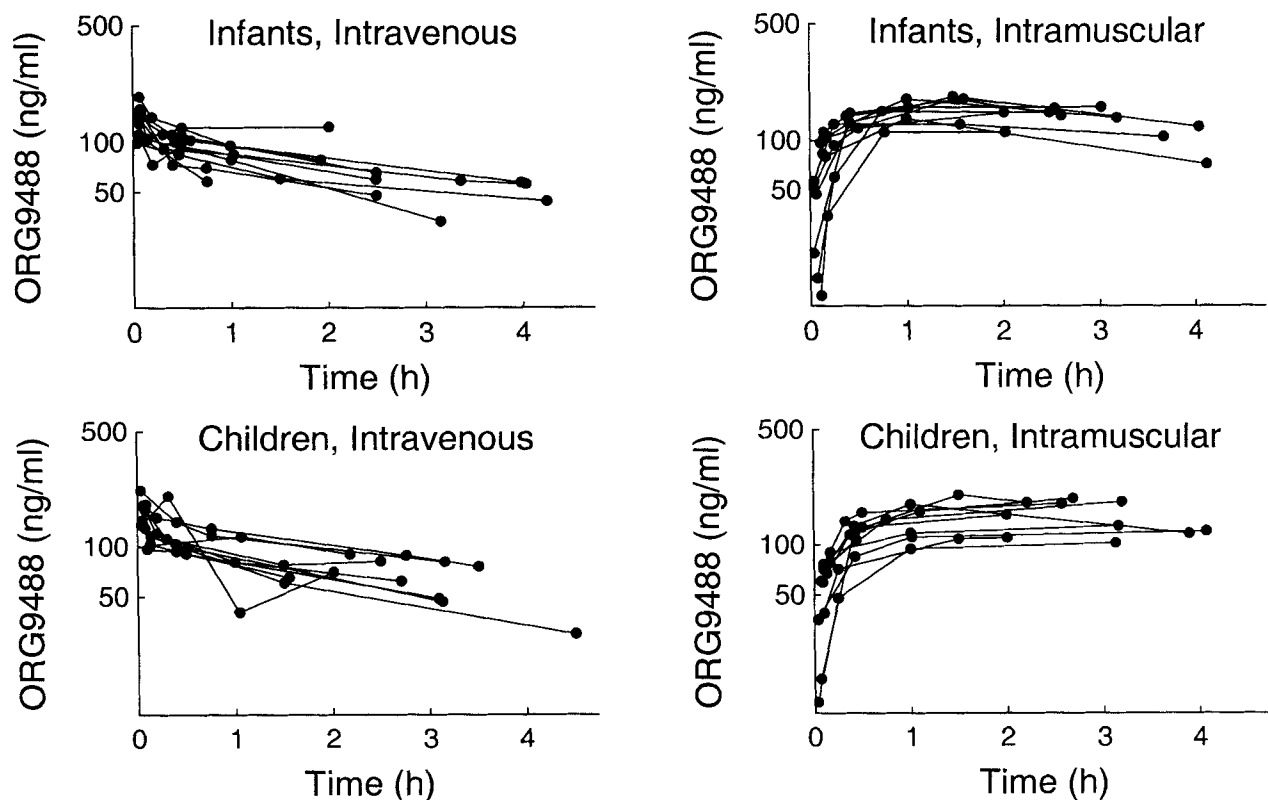 Infants, Intravenous
ORG9488 (ng/ml)
500
100
50
0 1 2 3 4
Time (h)
Infants, Intramuscular
ORG9488 (ng/ml)
500
100
50
0 1 2 3 4
Time (h)
Children, Intravenous
ORG9488 (ng/ml)
500
100
50
0 1 2 3 4
Time (h)
Children, Intramuscular
ORG9488 (ng/ml)
500
100
50
0 1 2 3 4
Time (h)